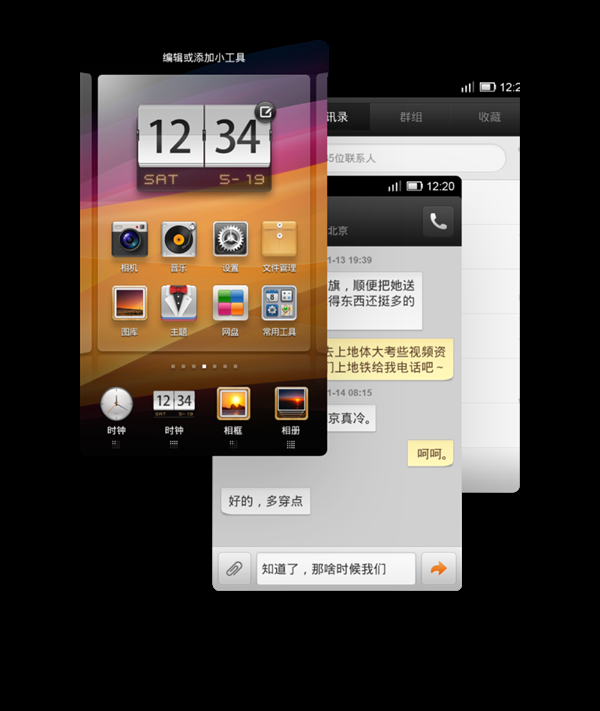 编辑或添加小工具
12 34
SAT 5-19
相机 音乐 设置 文件管理
图库 主题 网盘 常用工具
时钟 时钟 相框 相册
12:2
讯录 群组 收藏
5位联系人
12:20
北京
1-13 19:39
旗，顺便把她送
得东西还挺多的
去上地体大考些视频资
们上地铁给我电话吧～
1-14 08:15
京真冷。
呵呵。
好的，多穿点
知道了，那啥时候我们